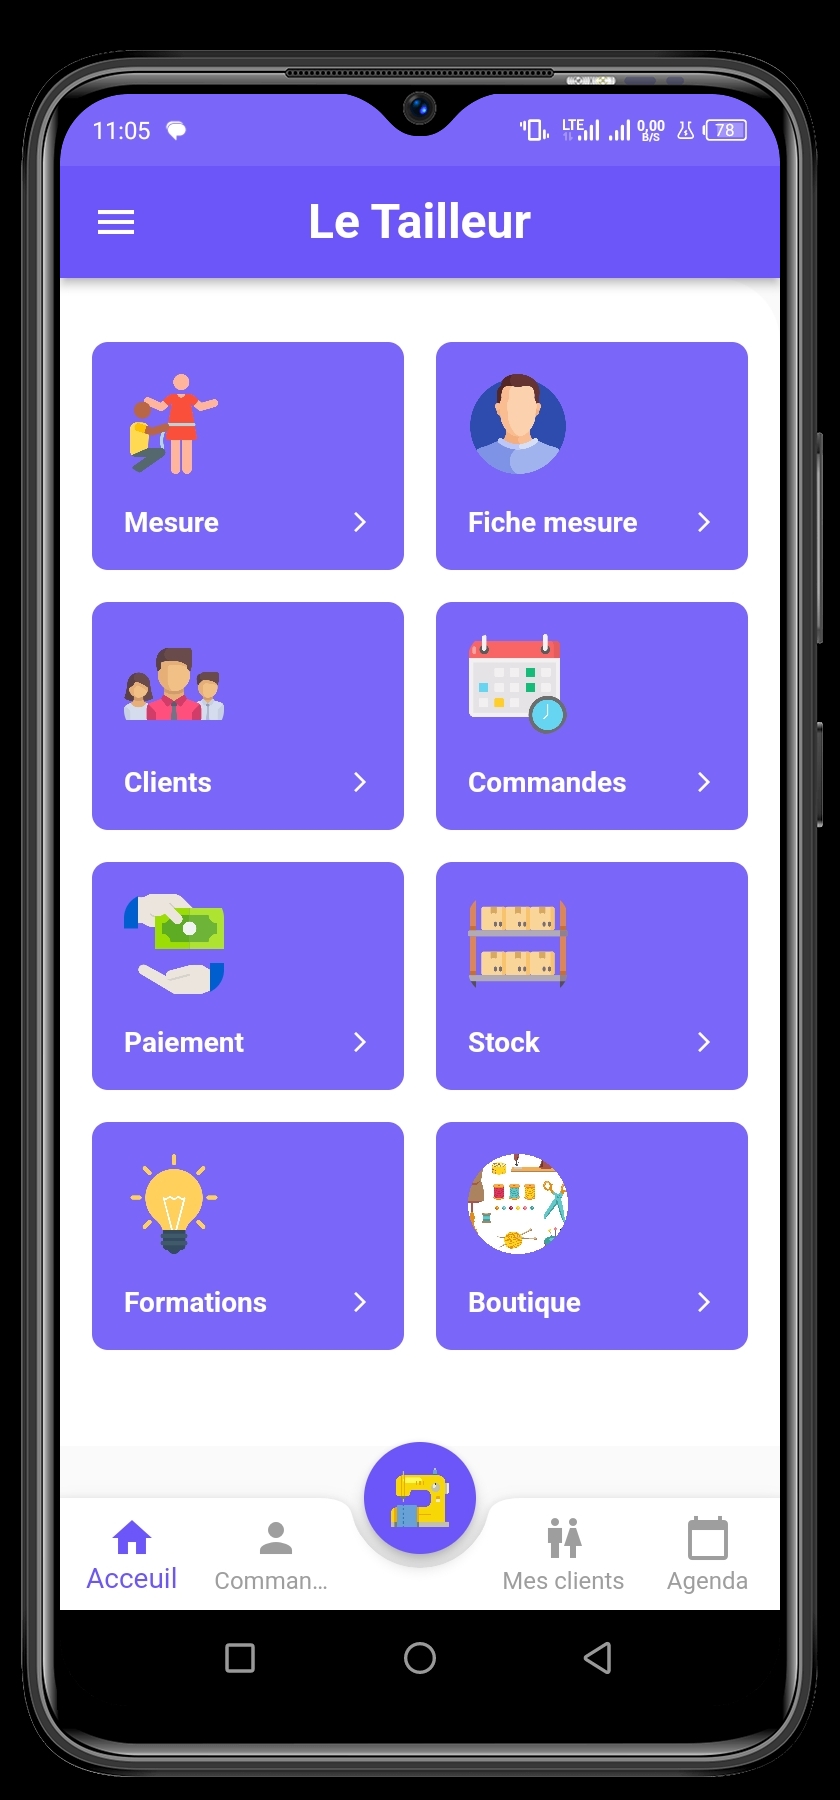 11:05 LTE 0,00 B/S 78
Le Tailleur
Mesure
Fiche mesure
Clients
Commandes
Paiement
Stock
Formations
Boutique
Acceuil
Comman...
Mes clients
Agenda